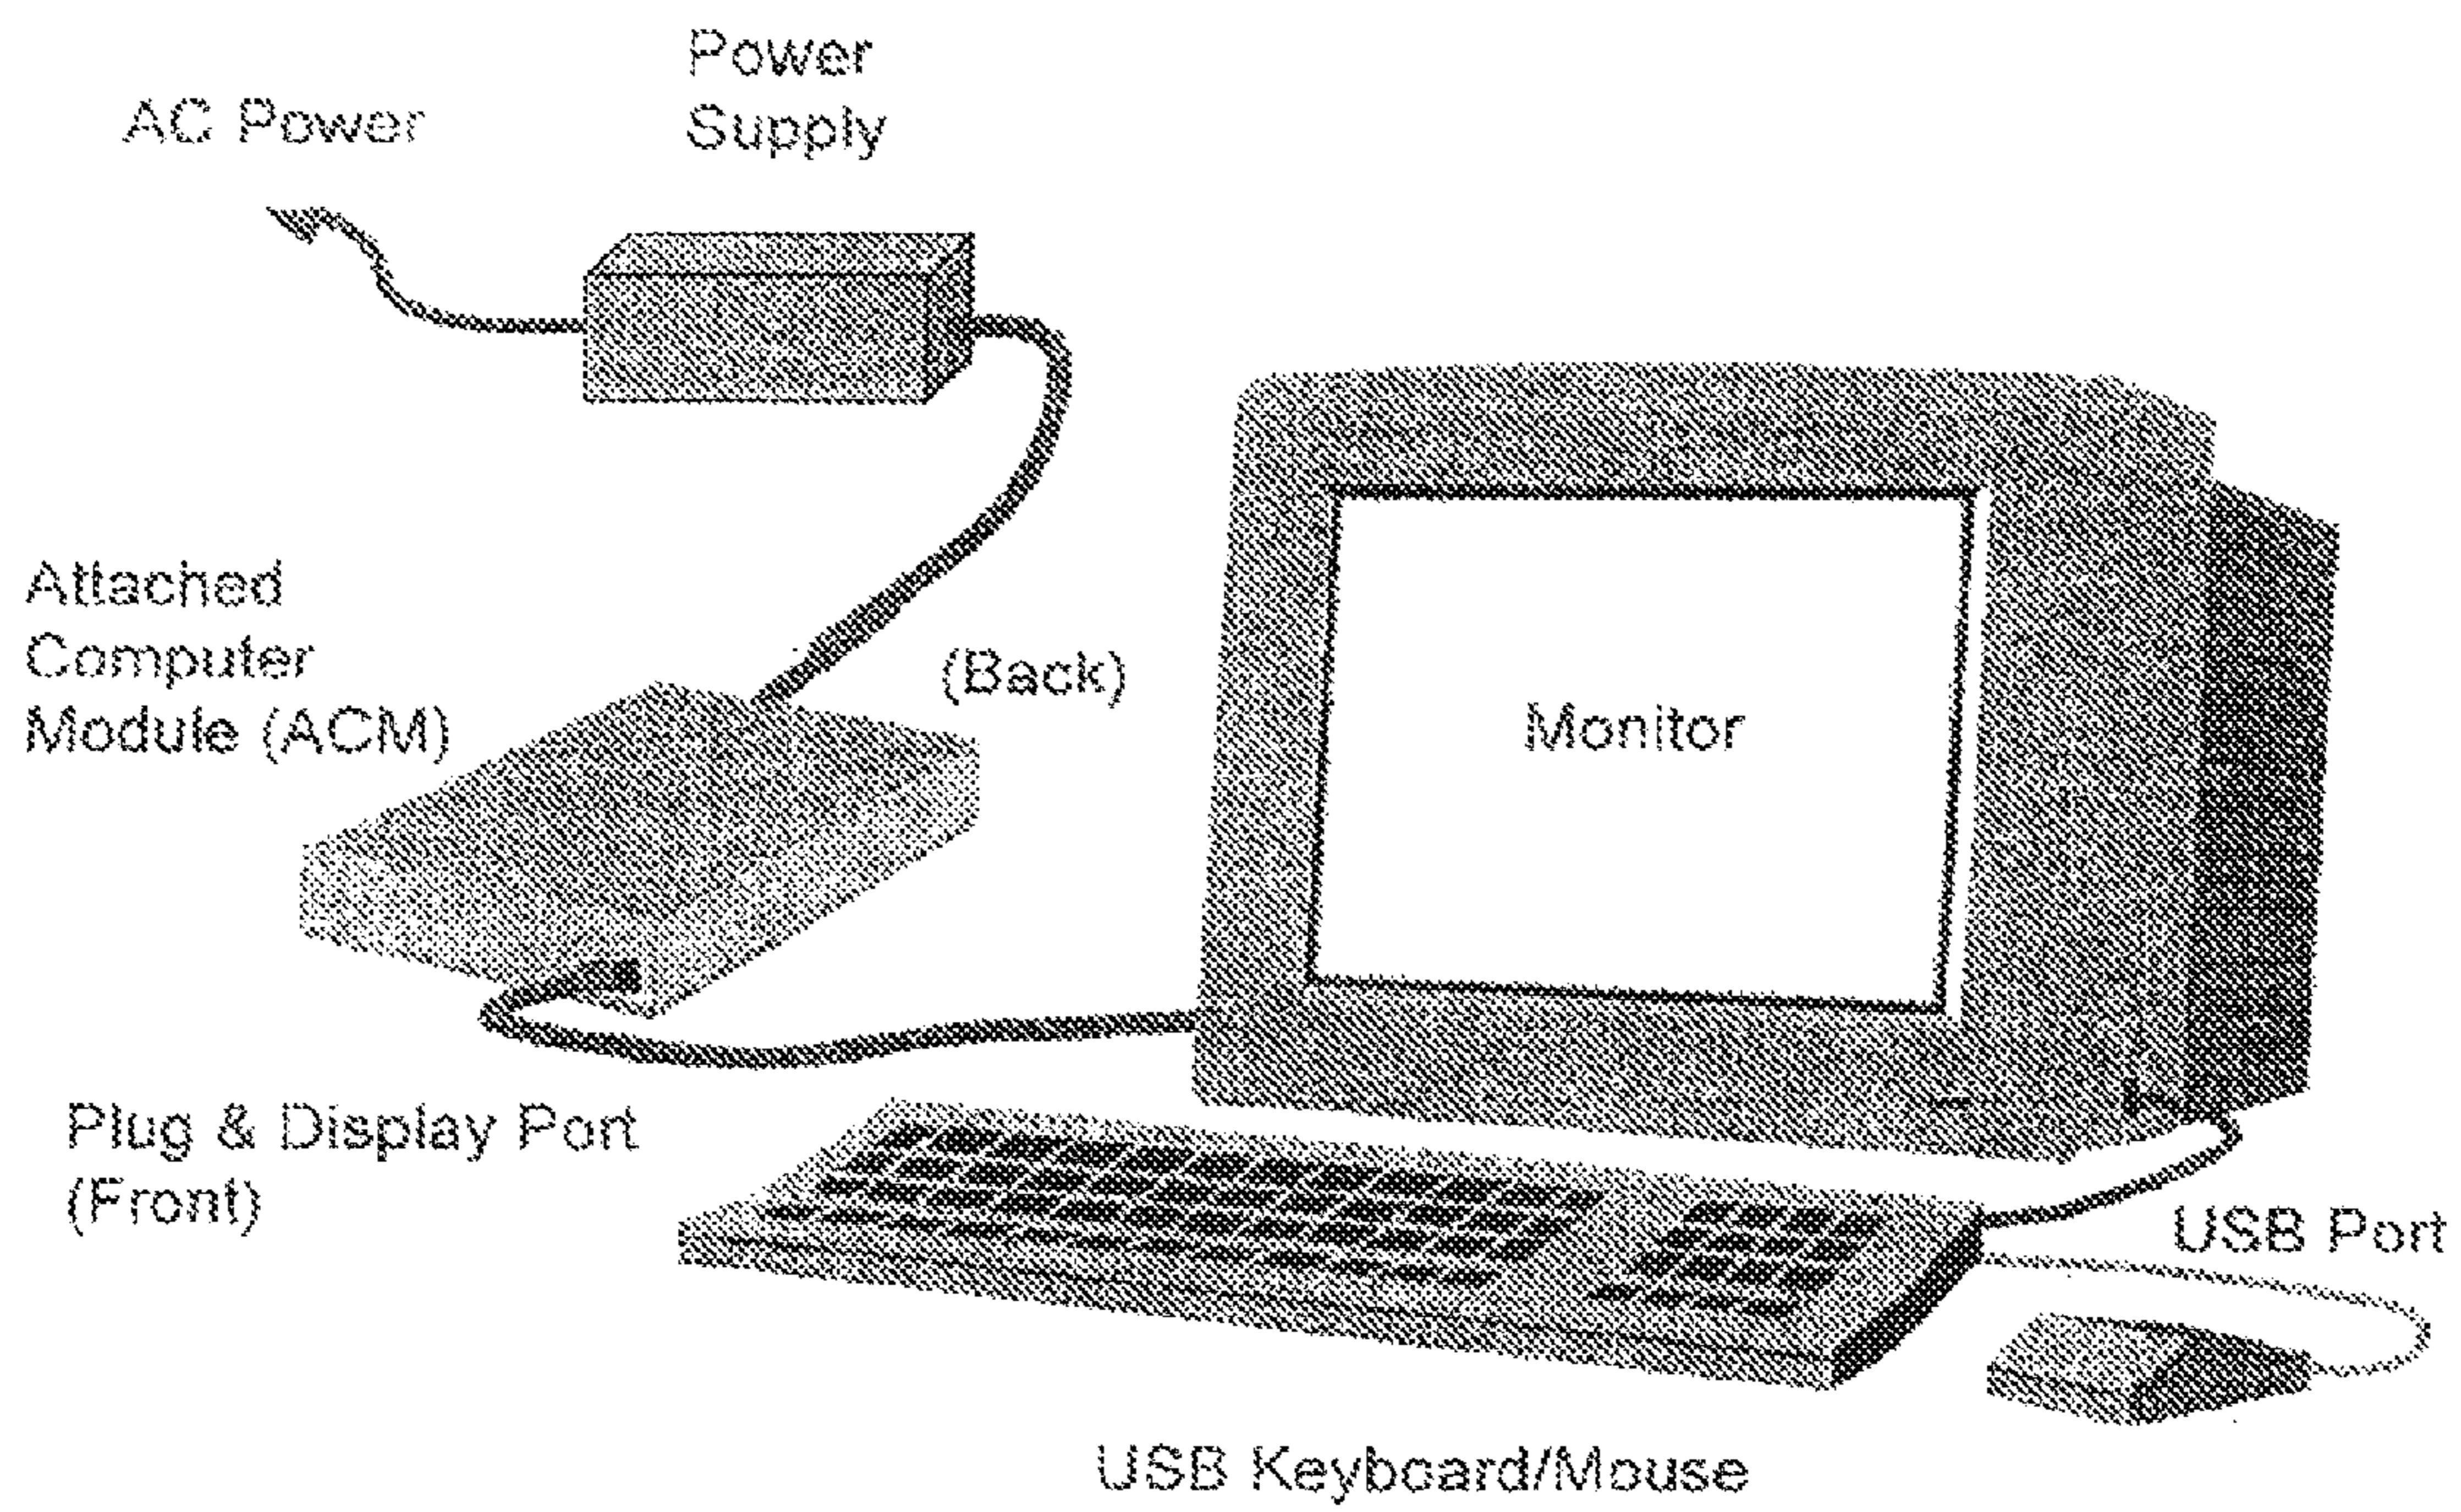 Power
Supply
AC Power
Attached
Computer
Module (ACM)
(Back)
Monitor
Plug & Display Port
(Front)
USB Port
USB Keyboard/Mouse